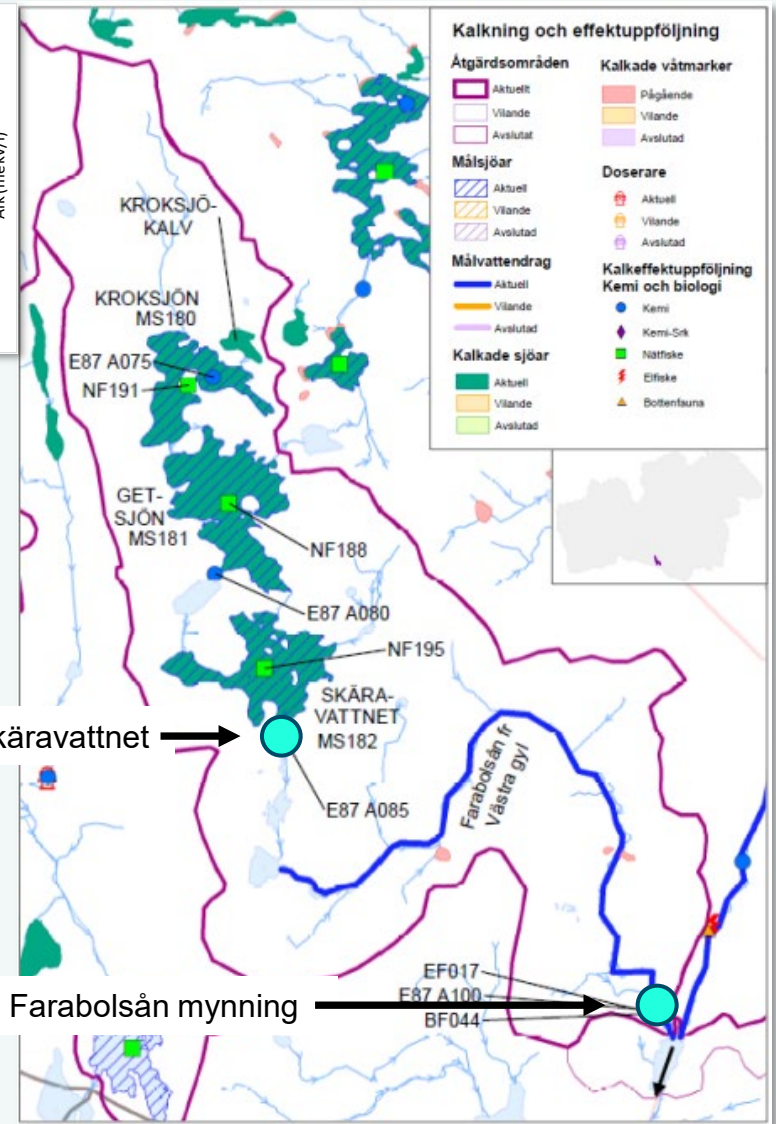 Alk (mekv/l)
Kalkning och effektuppföljning
Åtgärdsområden
Aktuellt
Vilande
Avslutat
Målsjöar
Aktuell
Vilande
Avslutad
Målvattendrag
Aktuell
Vilande
Avslutad
Kalkade sjöar
Aktuell
Vilande
Avslutad
Kalkade våtmarker
Pågående
Vilande
Avslutad
Doserare
Aktuell
Vilande
Avslutad
Kalkeffektuppföljning
Kemi och biologi
Kemi
Kemi-Srk
Nätfiske
Elfiske
Bottenfauna
KROKSJÖ-
KALV
KROKSJÖN
MS180
E87 A075
NF191
GET-
SJÖN
MS181
NF188
E87 A080
NF195
SKÄRA-
VATTNET
MS182
käravattnet
E87 A085
Farabolsån fr
Västra gyl
EF017
E87 A100
BF044
Farabolsån mynning